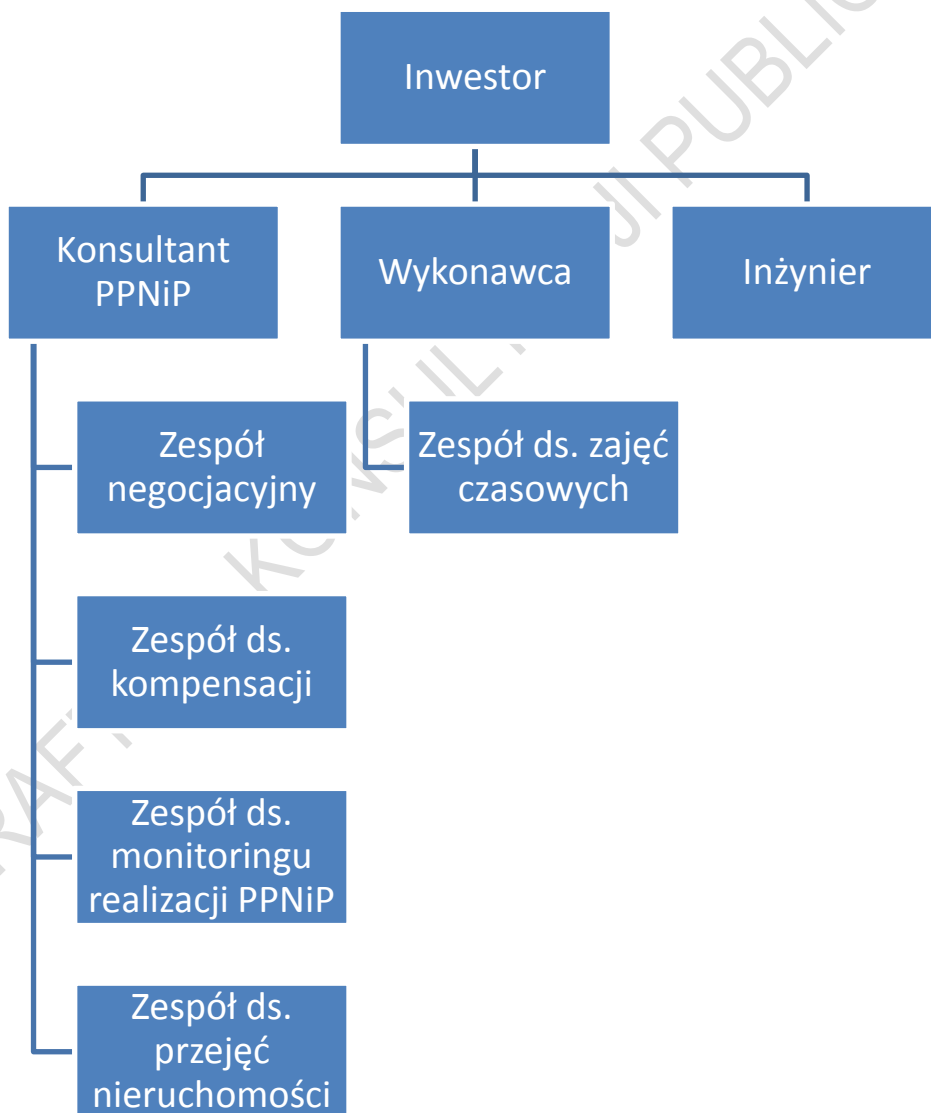 Inwestor
Konsultant
PPNiP
Wykonawca
Inżynier
Zespół
negocjacyjny
Zespół ds. zajęć
czasowych
Zespół ds.
kompensacji
Zespół ds.
monitoringu
realizacji PPNiP
Zespół ds.
przejęć
nieruchomości